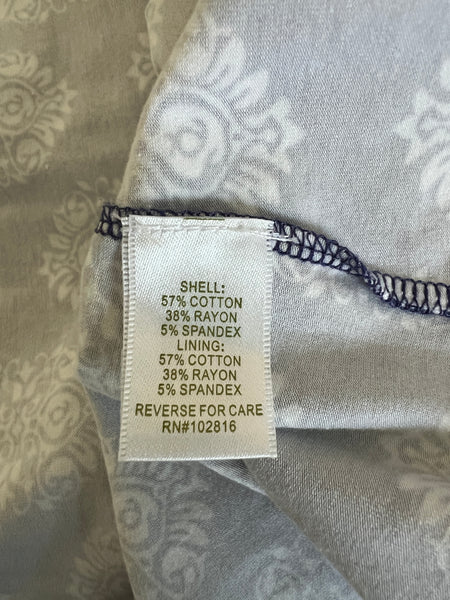 SHELL:
57% COTTON
38% RAYON
5% SPANDEX
LINING:
57% COTTON
38% RAYON
5% SPANDEX
REVERSE FOR CARE
RN#102816